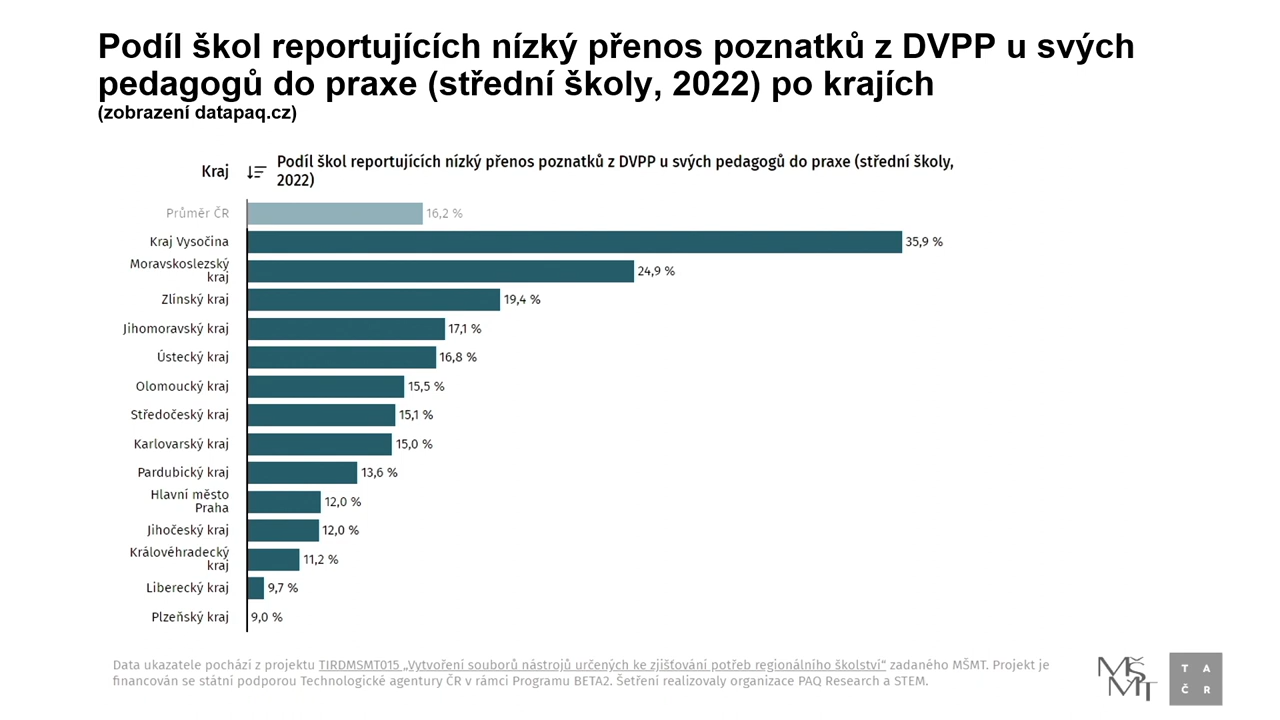 Podíl škol reportujících nízký přenos poznatků z DVPP u svých
pedagogů do praxe (střední školy, 2022) po krajích
(zobrazení datapaq.cz)
Kraj
Podíl škol reportujících nízký přenos poznatků z DVPP u svých pedagogů do praxe (střední školy,
2022)
Průměr ČR 16,2 %
Kraj Vysočina 35,9 %
Moravskoslezský
kraj 24,9 %
Zlínský kraj 19,4 %
Jihomoravský kraj 17,1 %
Ústecký kraj 16,8 %
Olomoucký kraj 15,5 %
Středočeský kraj 15,1 %
Karlovarský kraj 15,0 %
Pardubický kraj 13,6 %
Hlavní město
Praha 12,0 %
Jihočeský kraj 12,0 %
Královéhradecký
kraj 11,2 %
Liberecký kraj 9,7 %
Plzeňský kraj 9,0 %
Data ukazatele pochází z projektu TIRDMSMT015 „Vytvoření souborů nástrojů určených ke zjišťování potřeb regionálního školství“ zadaného MŠMT. Projekt je
financován se státní podporou Technologické agentury ČR v rámci Programu BETA2. Šetření realizovaly organizace PAQ Research a STEM.
MŠ
MT
T A
Č R